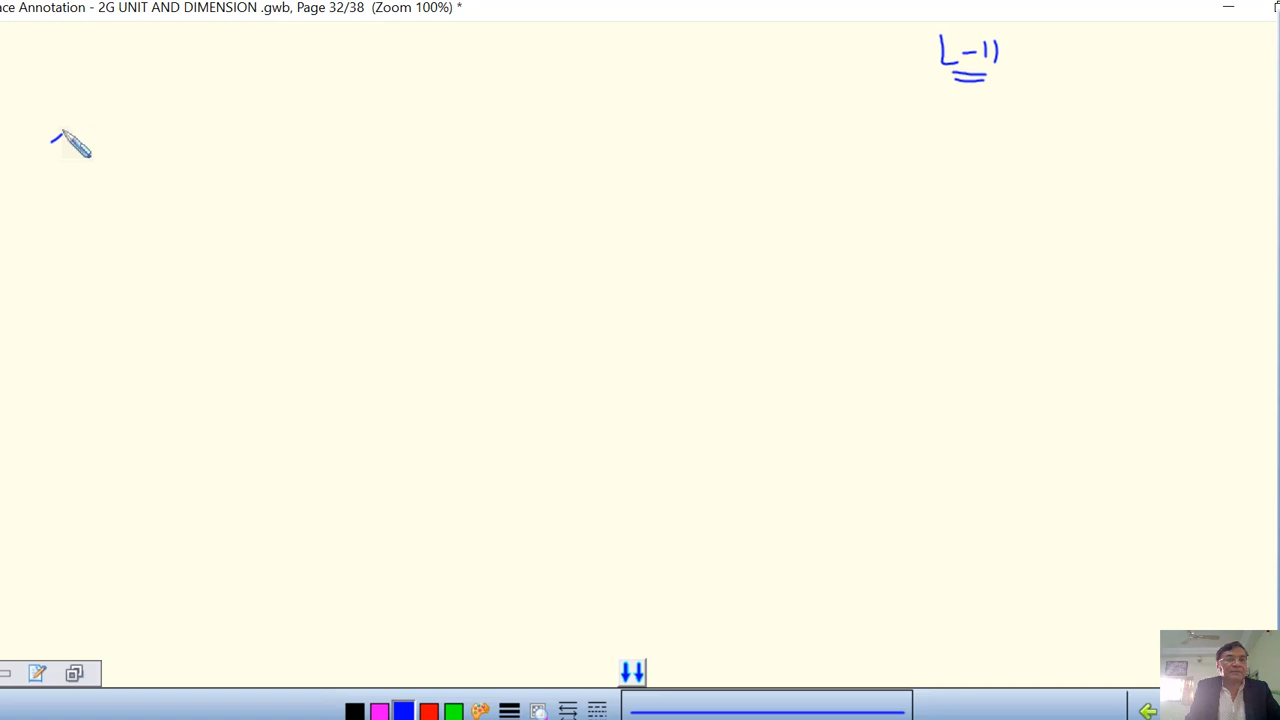 ce Annotation - 2G UNIT AND DIMENSION .gwb, Page 32/38 (Zoom 100%) *
L-11